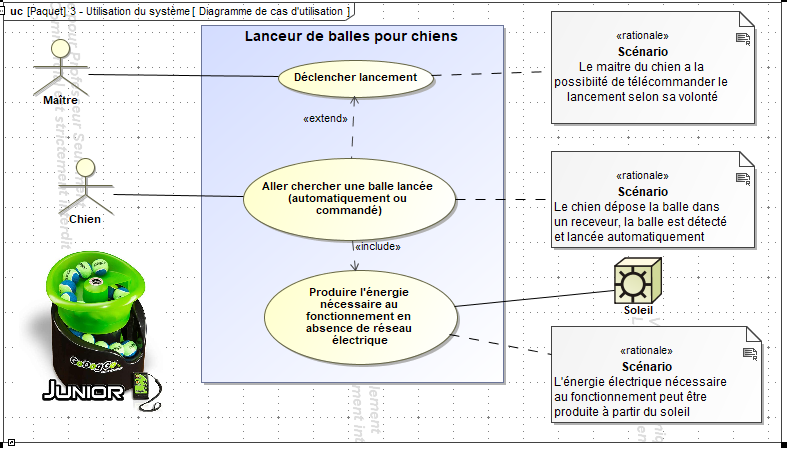 uc [Paquet] 3 - Utilisation du système [ Diagramme de cas d'utilisation ]
Lanceur de balles pour chiens
Maître
Déclencher lancement
«rationale»
Scénario
Le maitre du chien a la
possibiité de télécommander le
lancement selon sa volonté
«extend»
Chien
Aller chercher une balle lancée
(automatiquement ou
commandé)
«rationale»
Scénario
Le chien dépose la balle dans
un receveur, la balle est détecté
et lancée automatiquement
«include»
Produire l'énergie
nécessaire au
fonctionnement en
absence de réseau
électrique
Soleil
«rationale»
Scénario
L'énergie électrique nécessaire
au fonctionnement peut être
produite à partir du soleil
GoDogGo
JUNIOR